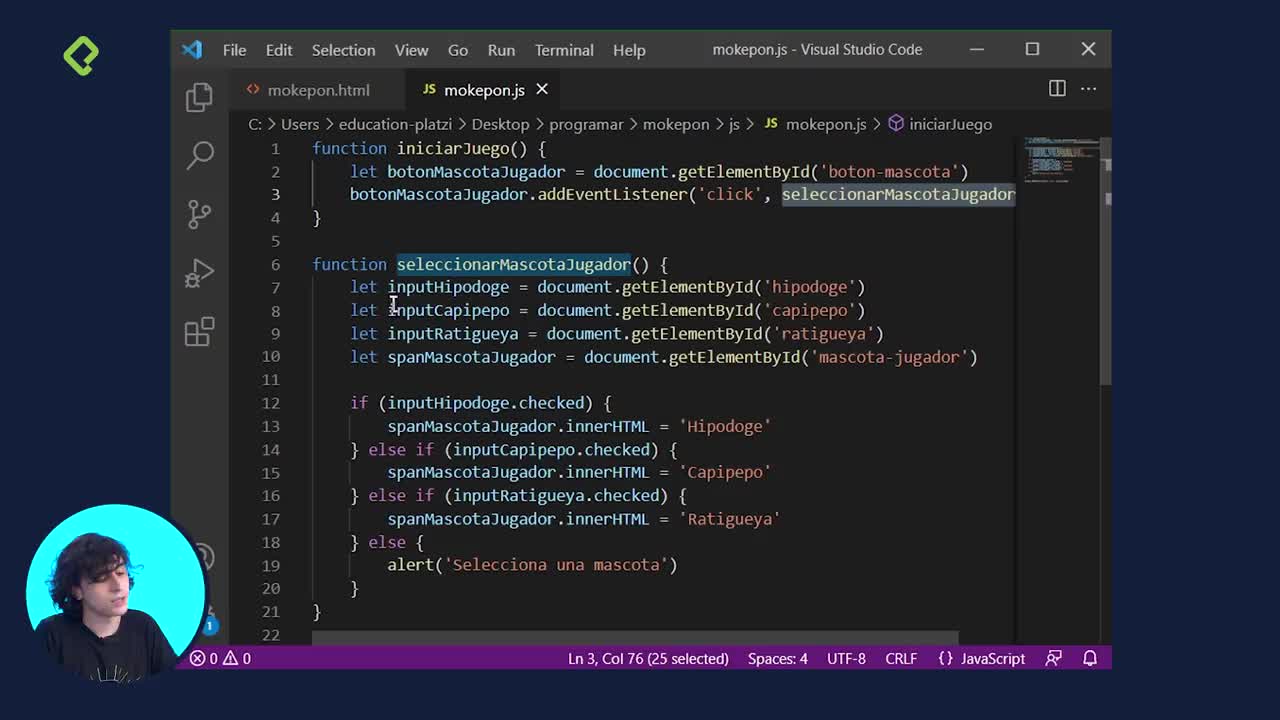 File Edit Selection View Go Run Terminal Help mokepon.js - Visual Studio Code
mokepon.html JS mokepon.js
C: > Users > education-platzi > Desktop > programar > mokepon > js > JS mokepon.js > iniciarJuego
1 function iniciarJuego() {
2 let botonMascotaJugador = document.getElementById('boton-mascota')
3 botonMascotaJugador.addEventListener('click', seleccionarMascotaJugador
4 }
5
6 function seleccionarMascotaJugador() {
7 let inputHipodoge = document.getElementById('hipodoge')
8 let inputCapipepo = document.getElementById('capipepo')
9 let inputRatigueya = document.getElementById('ratigueya')
10 let spanMascotaJugador = document.getElementById('mascota-jugador')
11
12 if (inputHipodoge.checked) {
13 spanMascotaJugador.innerHTML = 'Hipodoge'
14 } else if (inputCapipepo.checked) {
15 spanMascotaJugador.innerHTML = 'Capipepo'
16 } else if (inputRatigueya.checked) {
17 spanMascotaJugador.innerHTML = 'Ratigueya'
18 } else {
19 alert('Selecciona una mascota')
20 }
21 }
22
1
0 0 Ln 3, Col 76 (25 selected) Spaces: 4 UTF-8 CRLF {} JavaScript